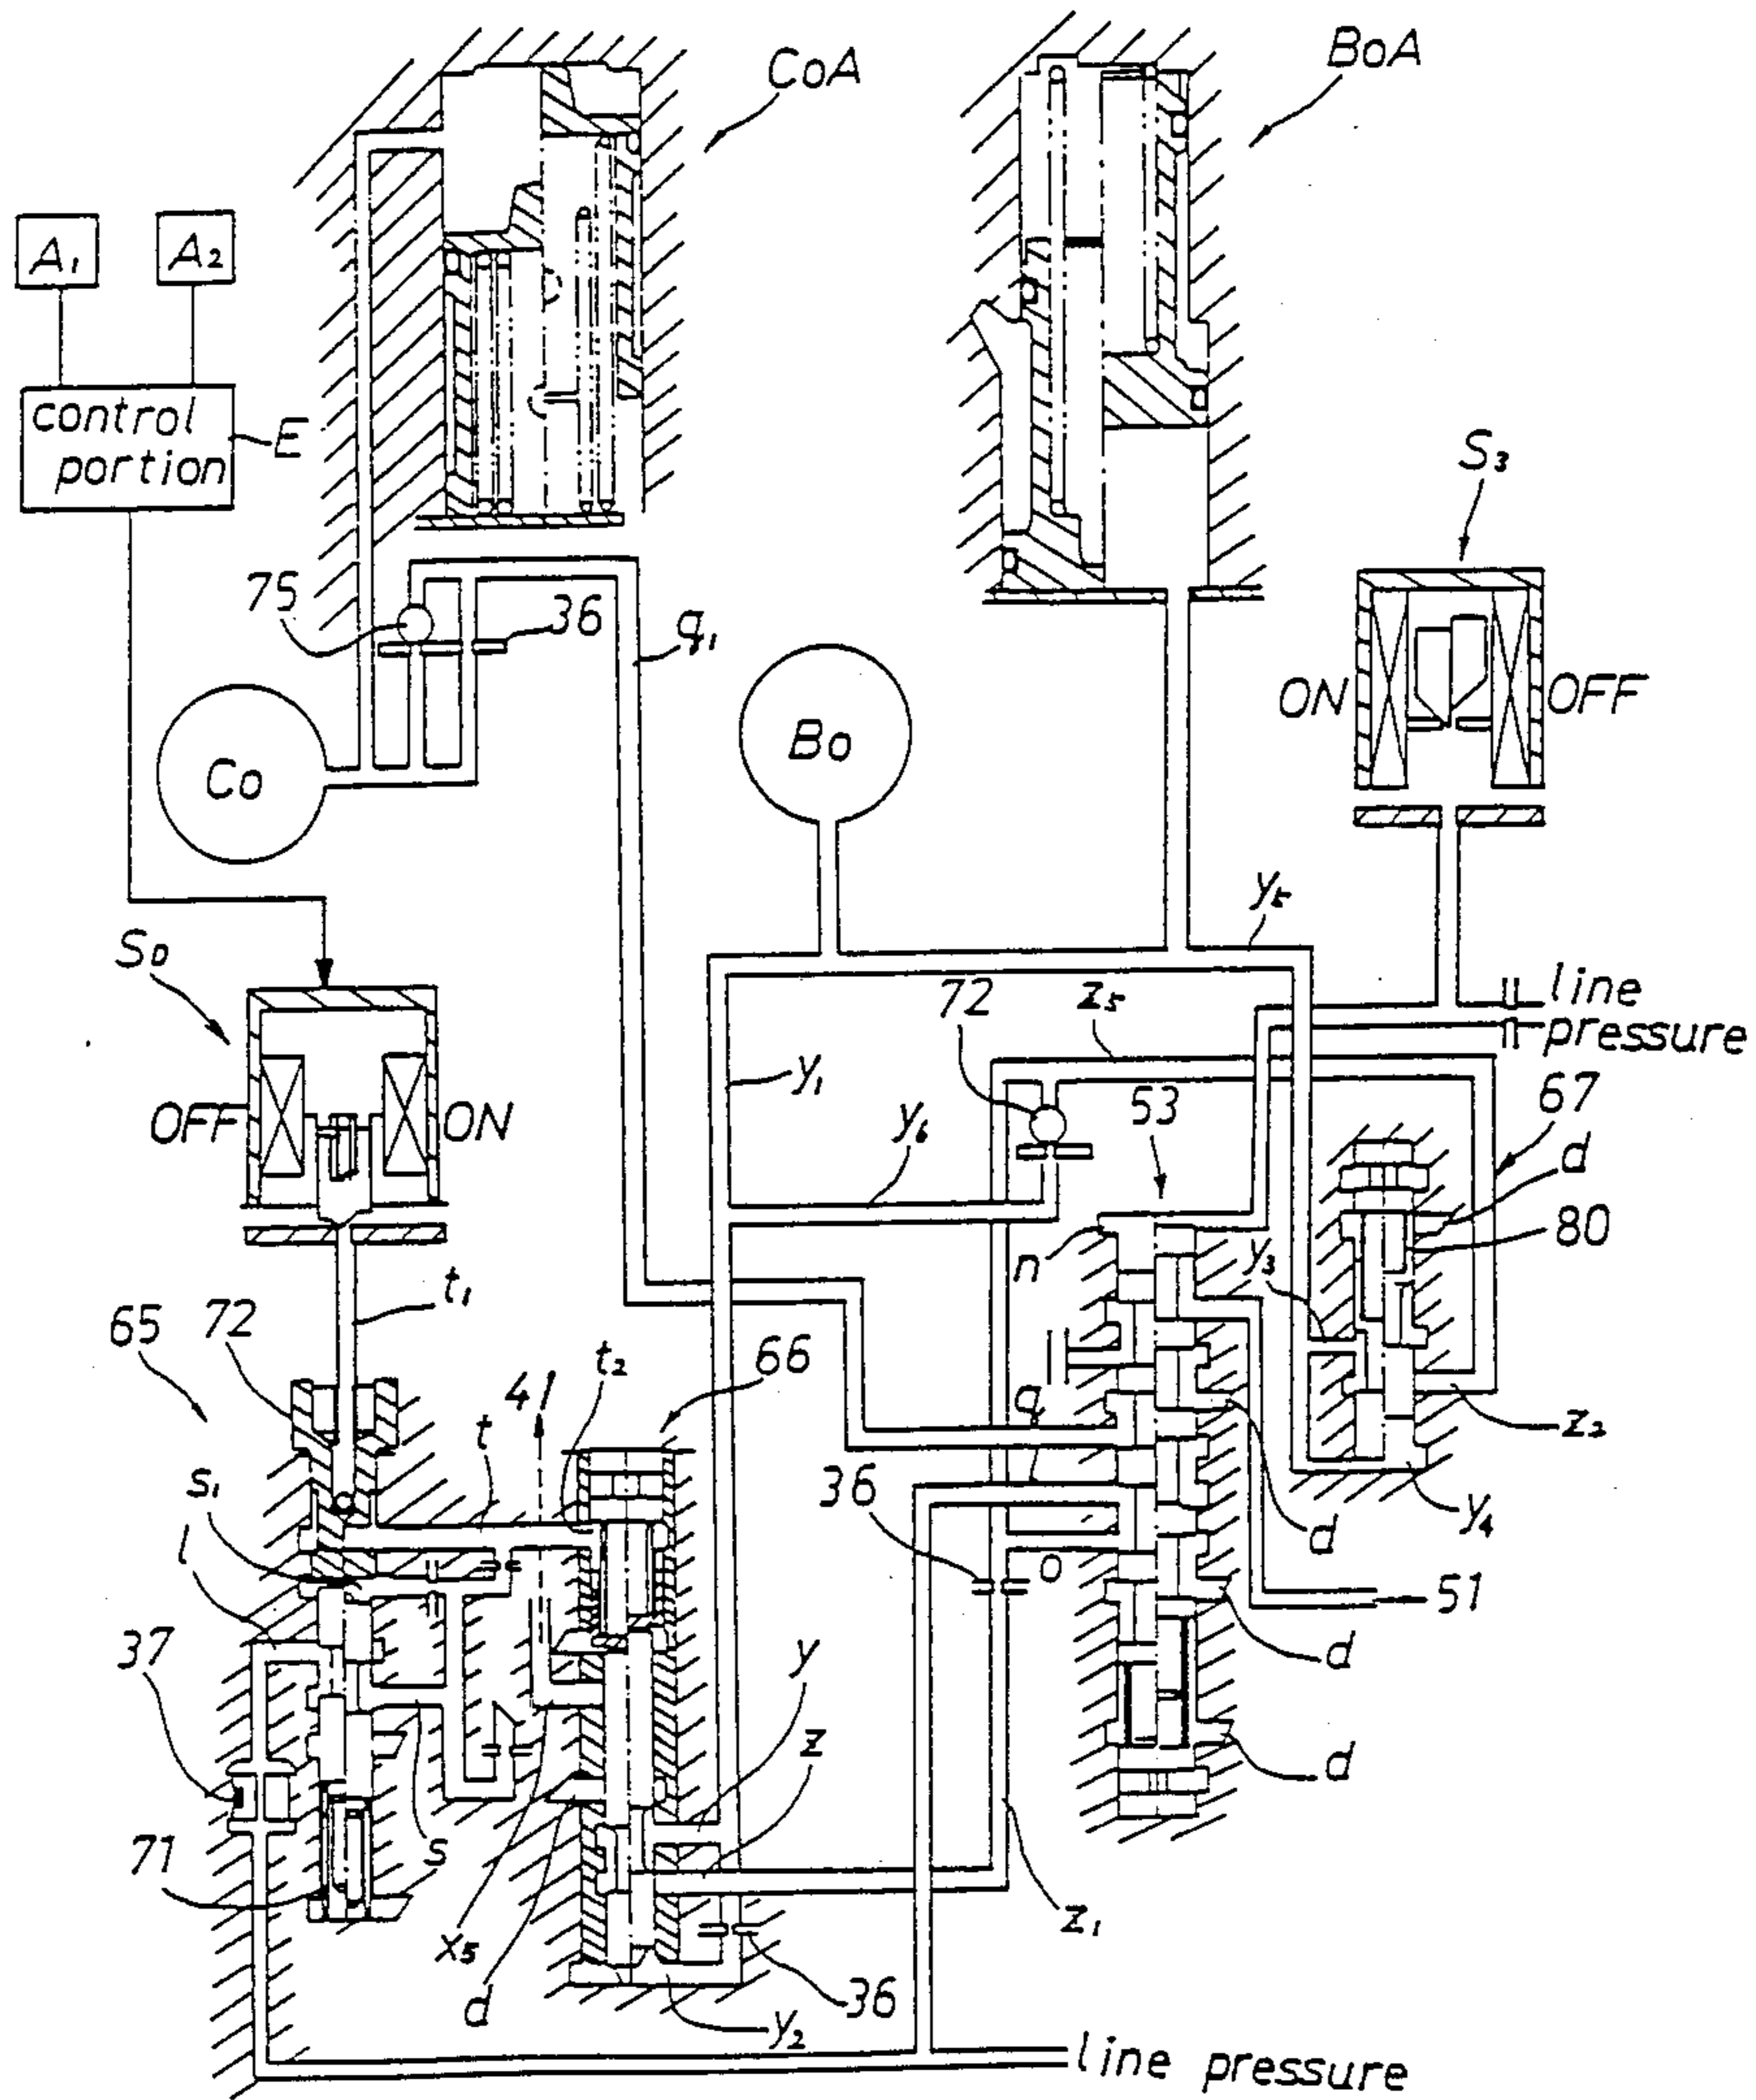 CoA
BoA
A1
A2
control
portion
E
S3
75
36
q1
ON
OFF
Co
Bo
y5
S0
line
pressure
72
z5
OFF
ON
y1
y6
53
67
d
80
n
y3
t1
65
72
41
t2
66
q
z2
t
s1
l
36
o
d
y4
51
d
37
y
z
d
71
s
x5
d
z1
36
y2
line pressure